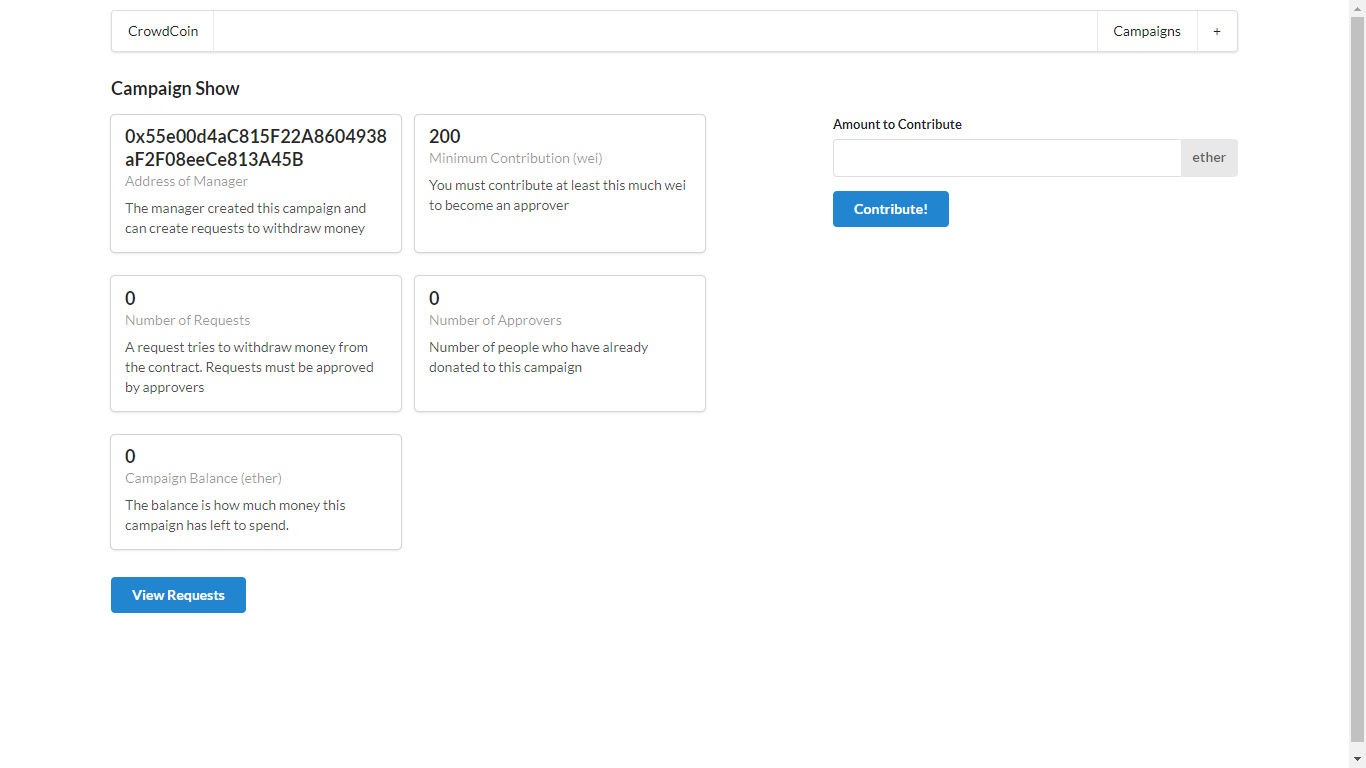 CrowdCoin
Campaigns
+
Campaign Show
0x55e00d4aC815F22A8604938
aF2F08eeCe813A45B
Address of Manager
The manager created this campaign and
can create requests to withdraw money
200
Minimum Contribution (wei)
You must contribute at least this much wei
to become an approver
0
Number of Requests
A request tries to withdraw money from
the contract. Requests must be approved
by approvers
0
Number of Approvers
Number of people who have already
donated to this campaign
0
Campaign Balance (ether)
The balance is how much money this
campaign has left to spend.
View Requests
Amount to Contribute
ether
Contribute!